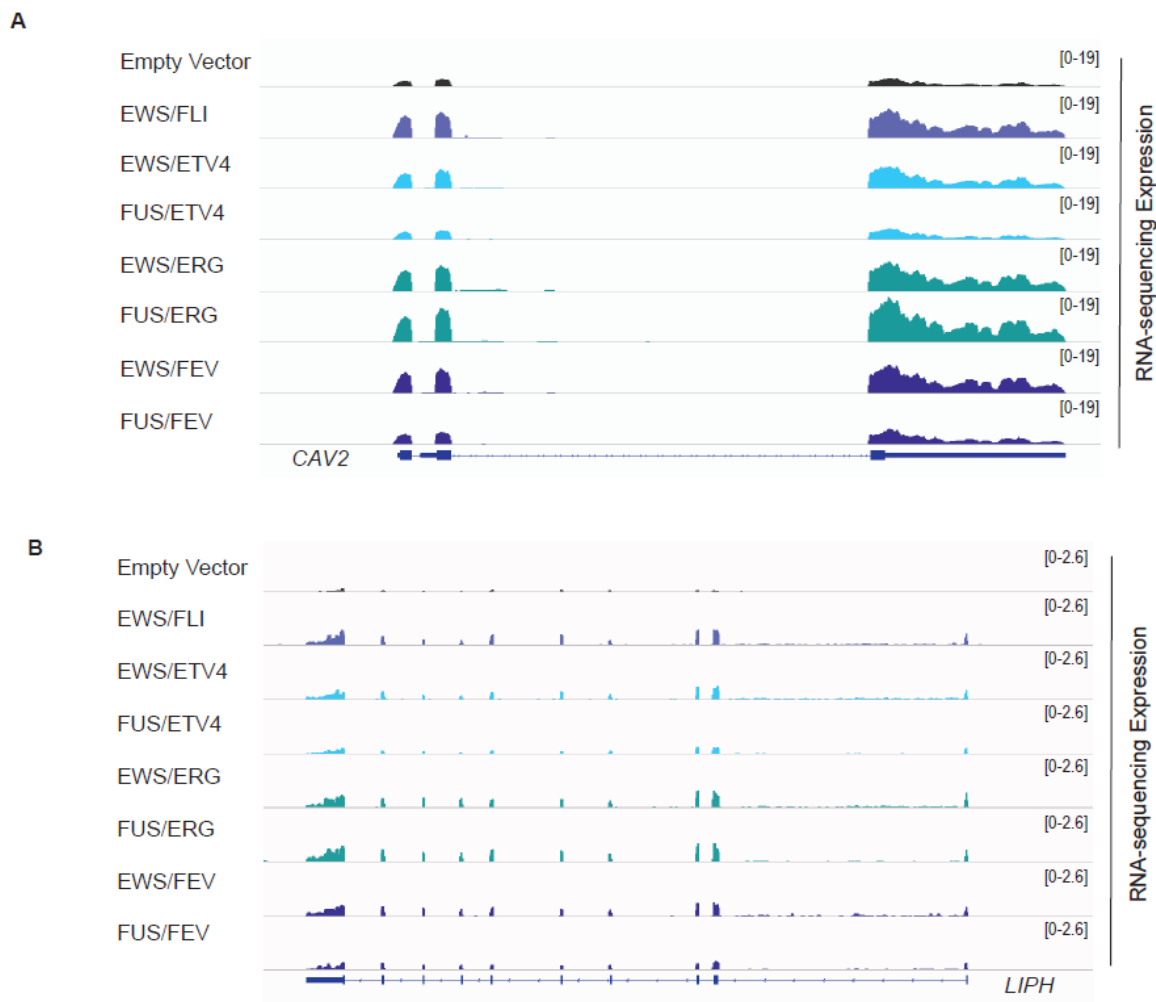 A
Empty Vector [0-19]
EWS/FLI [0-19]
EWS/ETV4 [0-19]
FUS/ETV4 [0-19]
EWS/ERG [0-19]
FUS/ERG [0-19]
EWS/FEV [0-19]
FUS/FEV [0-19]
CAV2
RNA-sequencing Expression
B
Empty Vector [0-2.6]
EWS/FLI [0-2.6]
EWS/ETV4 [0-2.6]
FUS/ETV4 [0-2.6]
EWS/ERG [0-2.6]
FUS/ERG [0-2.6]
EWS/FEV [0-2.6]
FUS/FEV [0-2.6]
LIPH
RNA-sequencing Expression